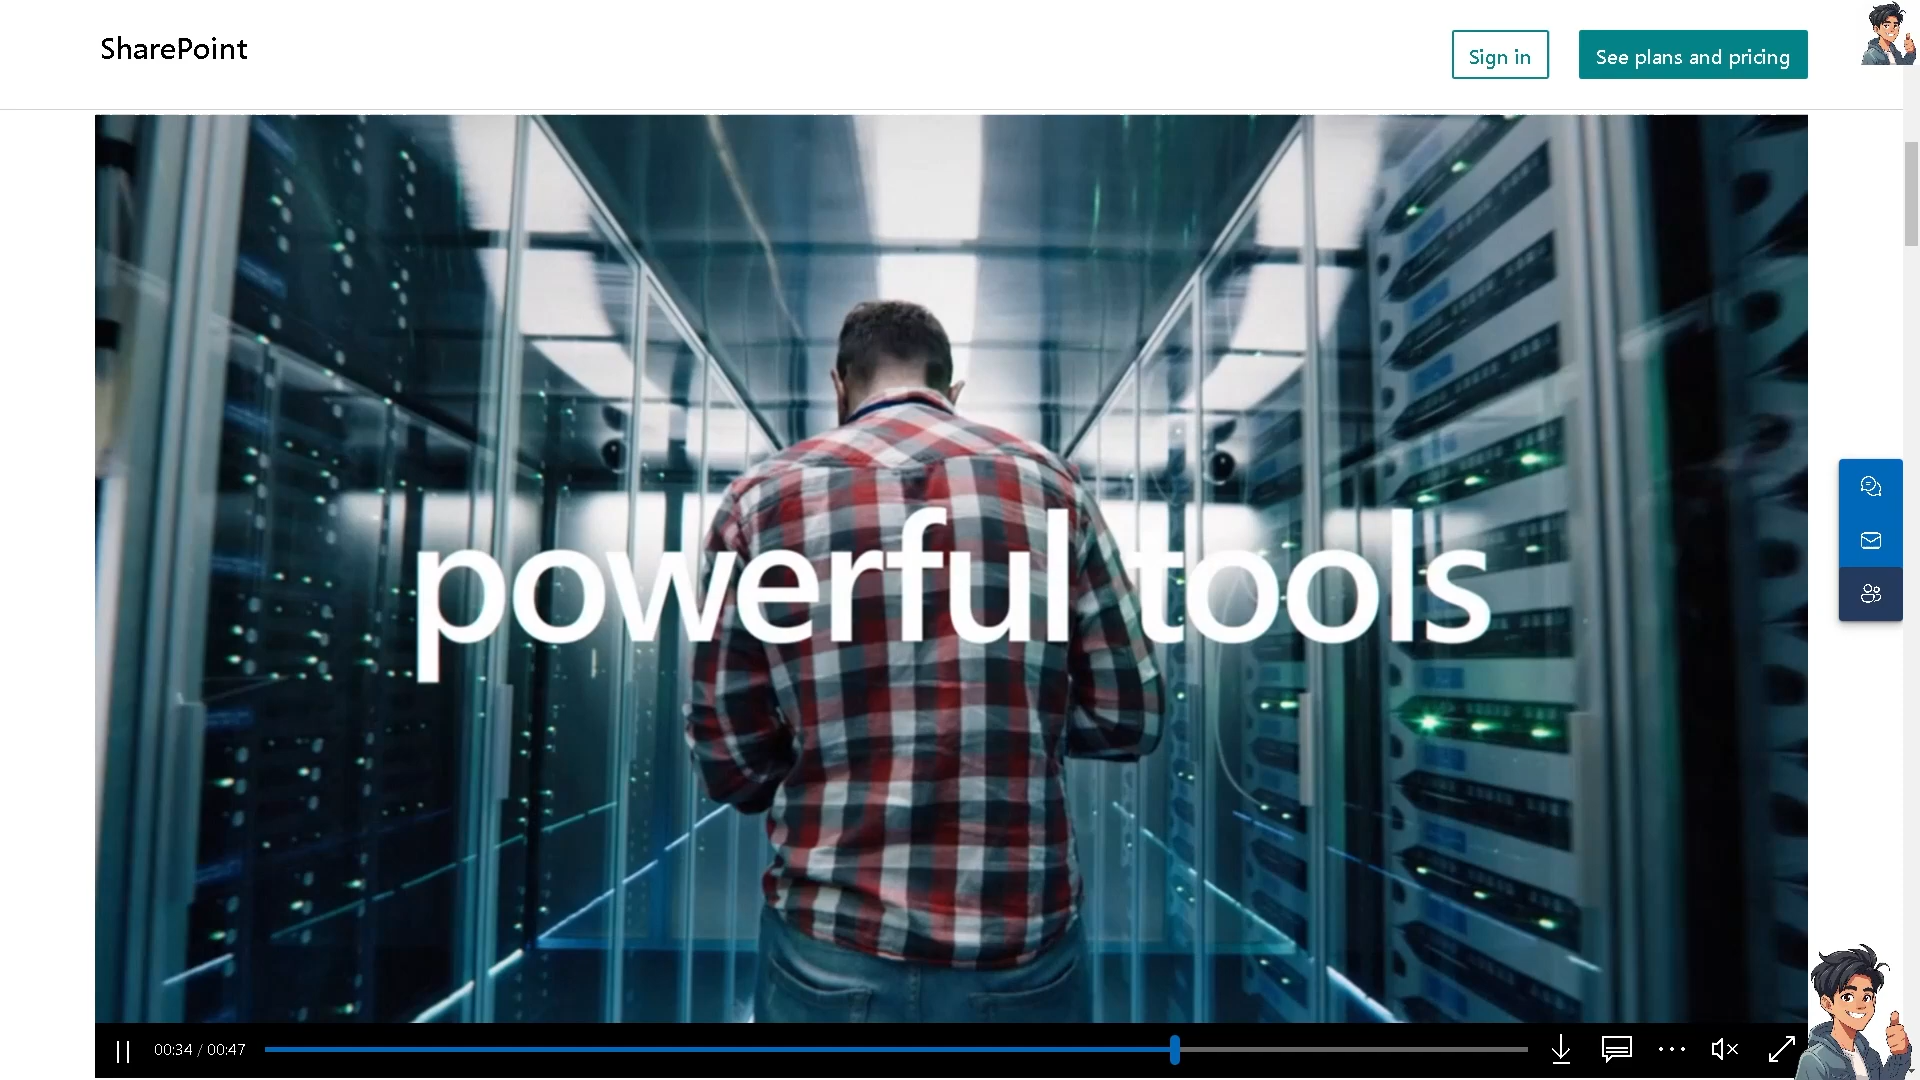 SharePoint
Sign in
See plans and pricing
powerful tools
00:34 / 00:47